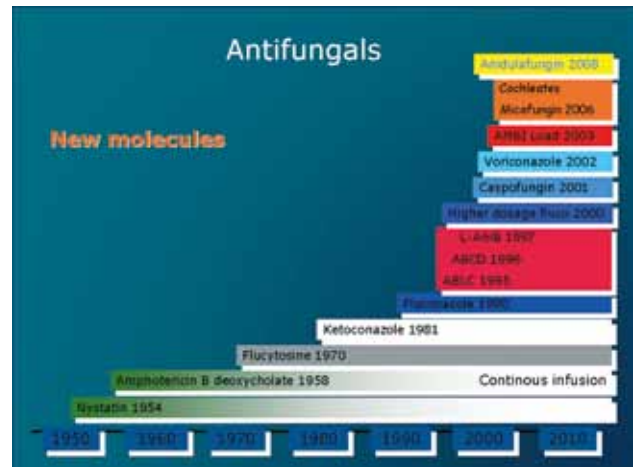 Antifungals
Anidulafungin 2008
Cochleates
Micafungin 2006
New molecules
AMBI Load 2003
Voriconazole 2002
Caspofungin 2001
Higher dosage fluco 2000
L-AMB 1997
ABCD 1996
ABLC 1995
Fluconazole 1990
Ketoconazole 1981
Flucytosine 1970
Amphotericin B deoxycholate 1958
Continous infusion
Nystatin 1954
1950 1960 1970 1980 1990 2000 2010